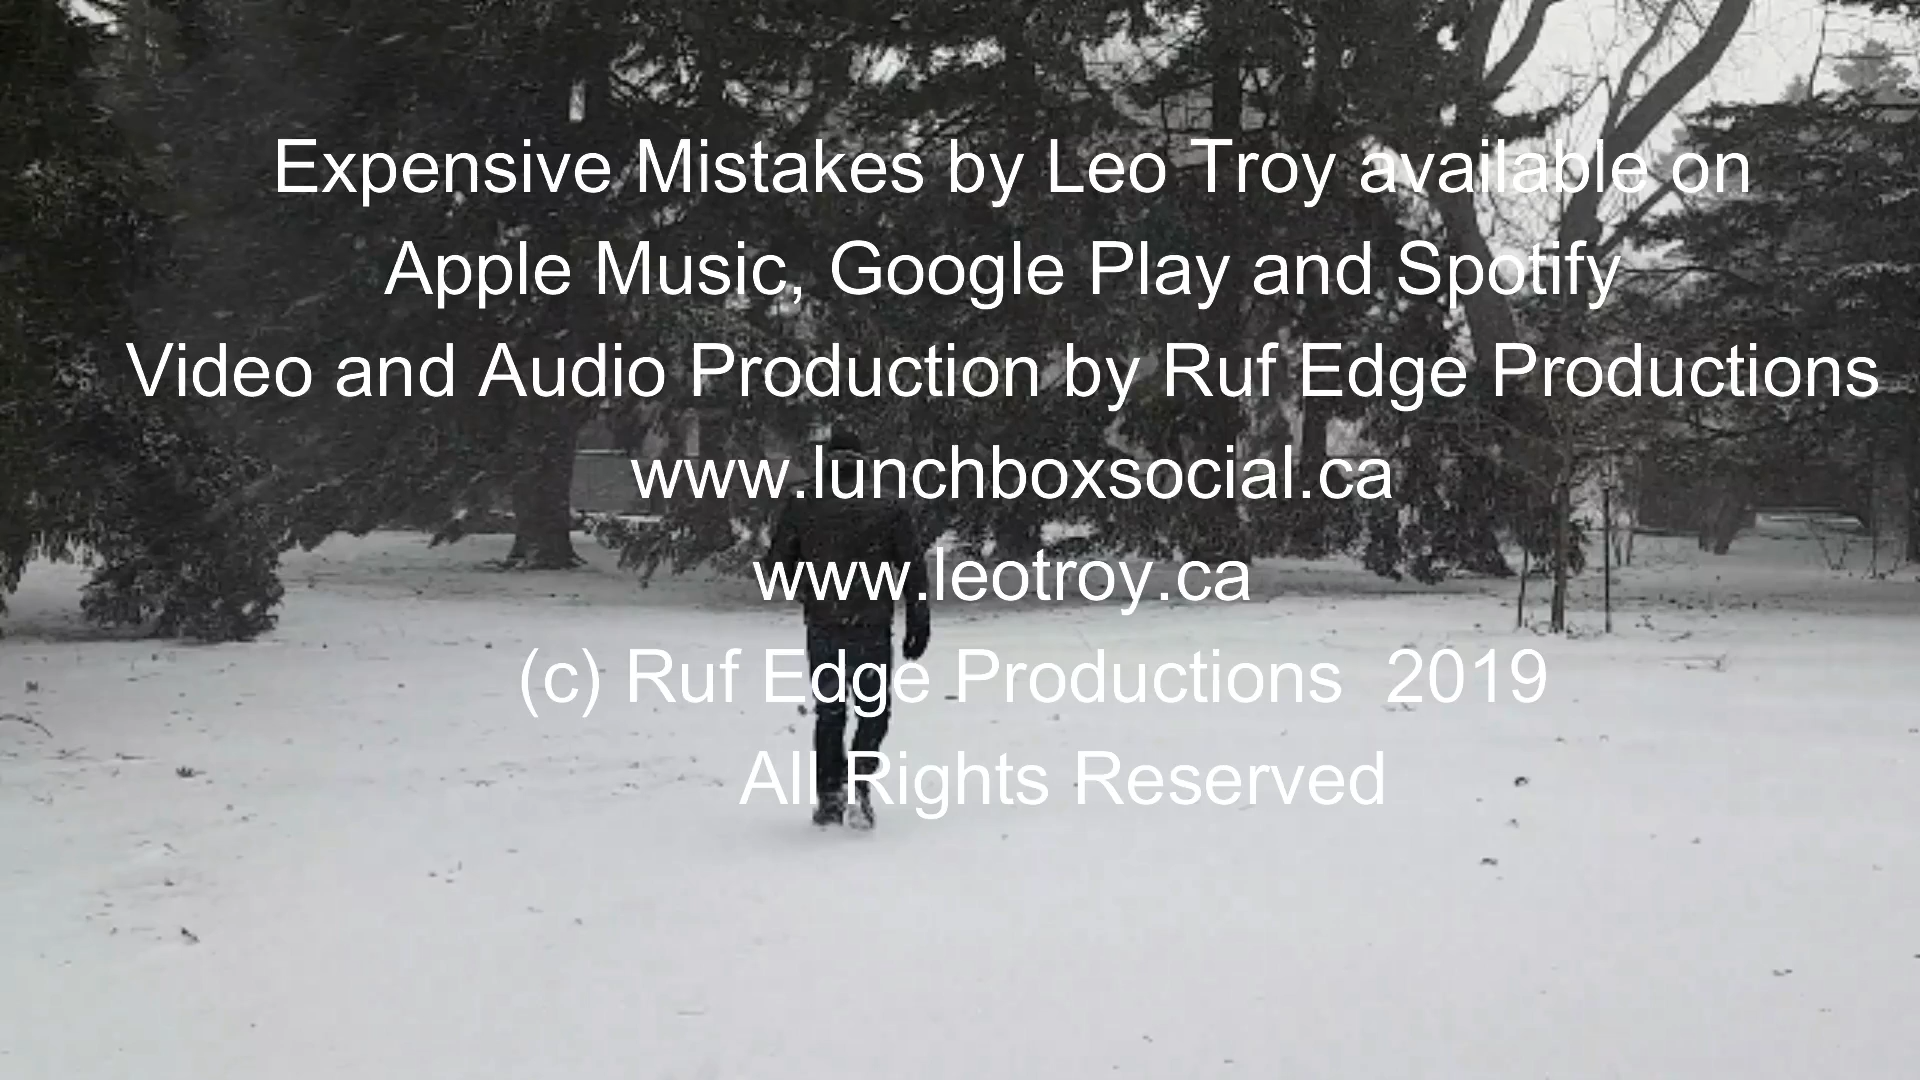 Expensive Mistakes by Leo Troy available on
Apple Music, Google Play and Spotify
Video and Audio Production by Ruf Edge Productions
www.lunchboxsocial.ca
www.leotroy.ca
(c) Ruf Edge Productions  2019
All Rights Reserved